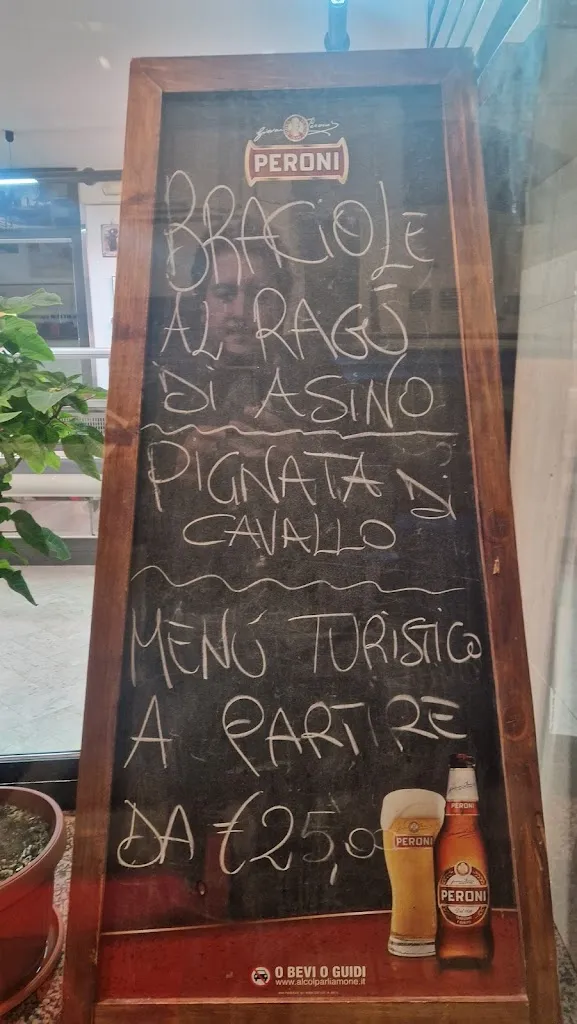 PERONI
BRACIOLE
AL RAGÙ
DI ASINO
PIGNATA DI
CAVALLO
MENÙ TURISTICO
A PARTIRE
DA €25,00
PERONI
PERONI
PERONI
O BEVI O GUIDI
www.alcolparliamone.it